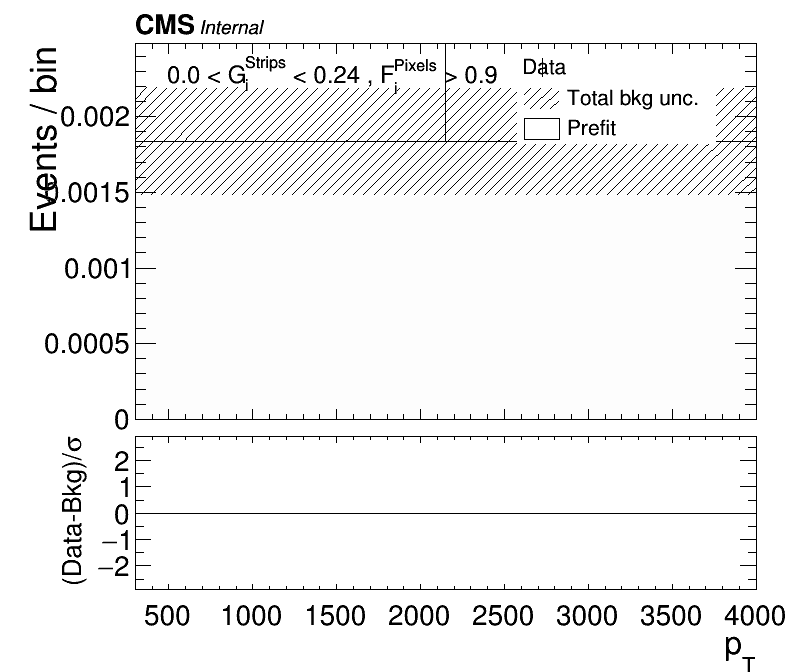 CMS Internal
Events / bin
0.0 < G_i^Strips < 0.24 , F_i^Pixels > 0.9
Data
Total bkg unc.
Prefit
0.002
0.0015
0.001
0.0005
0
(Data-Bkg)/σ
2
1
0
−1
−2
500 1000 1500 2000 2500 3000 3500 4000
p_T